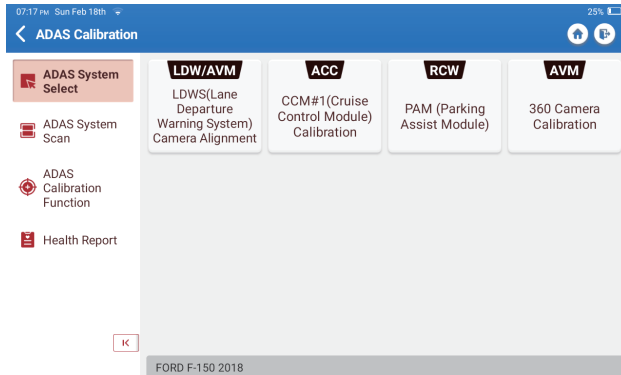 07:17 PM Sun Feb 18th
25%
ADAS Calibration
ADAS System
Select
ADAS System
Scan
ADAS
Calibration
Function
Health Report
LDW/AVM
LDWS(Lane
Departure
Warning System)
Camera Alignment
ACC
CCM#1(Cruise
Control Module)
Calibration
RCW
PAM (Parking
Assist Module)
AVM
360 Camera
Calibration
FORD F-150 2018